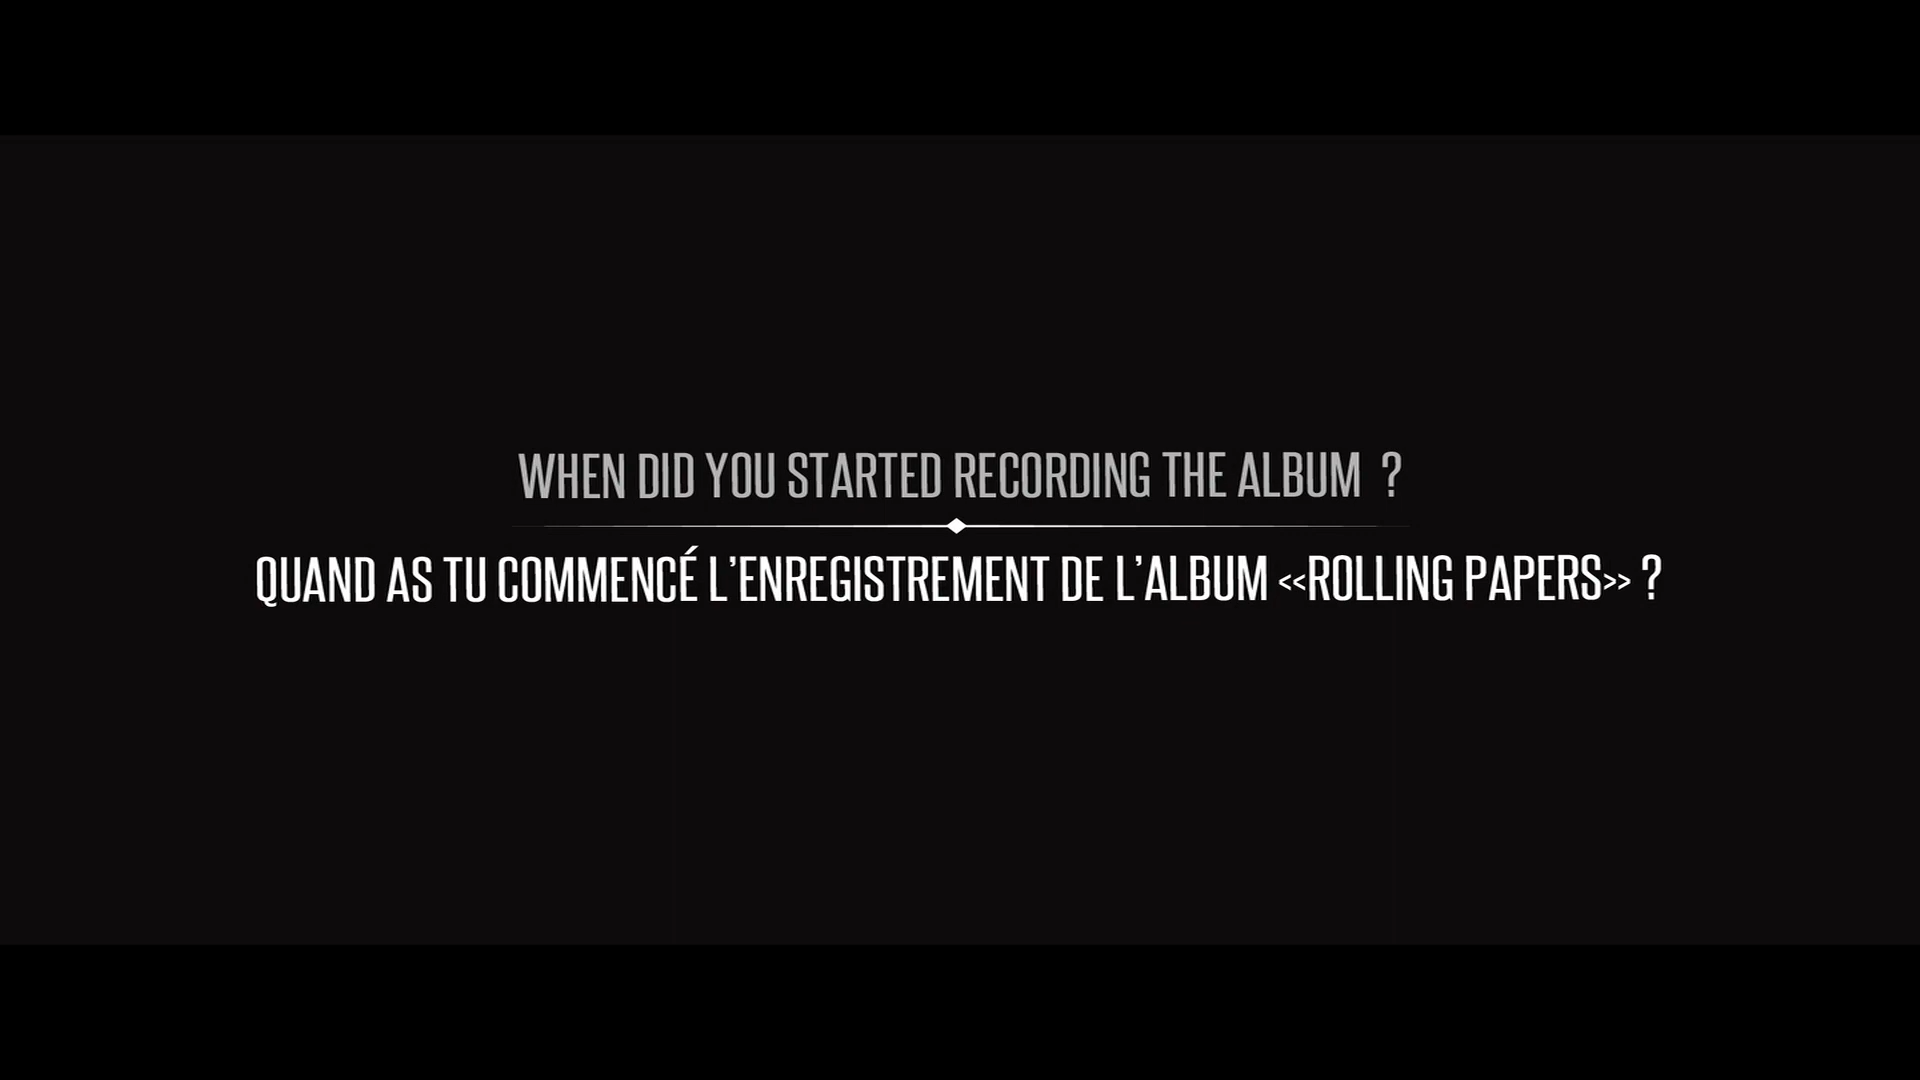 WHEN DID YOU STARTED RECORDING THE ALBUM ?
QUAND AS TU COMMENCÉ L'ENREGISTREMENT DE L'ALBUM <<ROLLING PAPERS>> ?